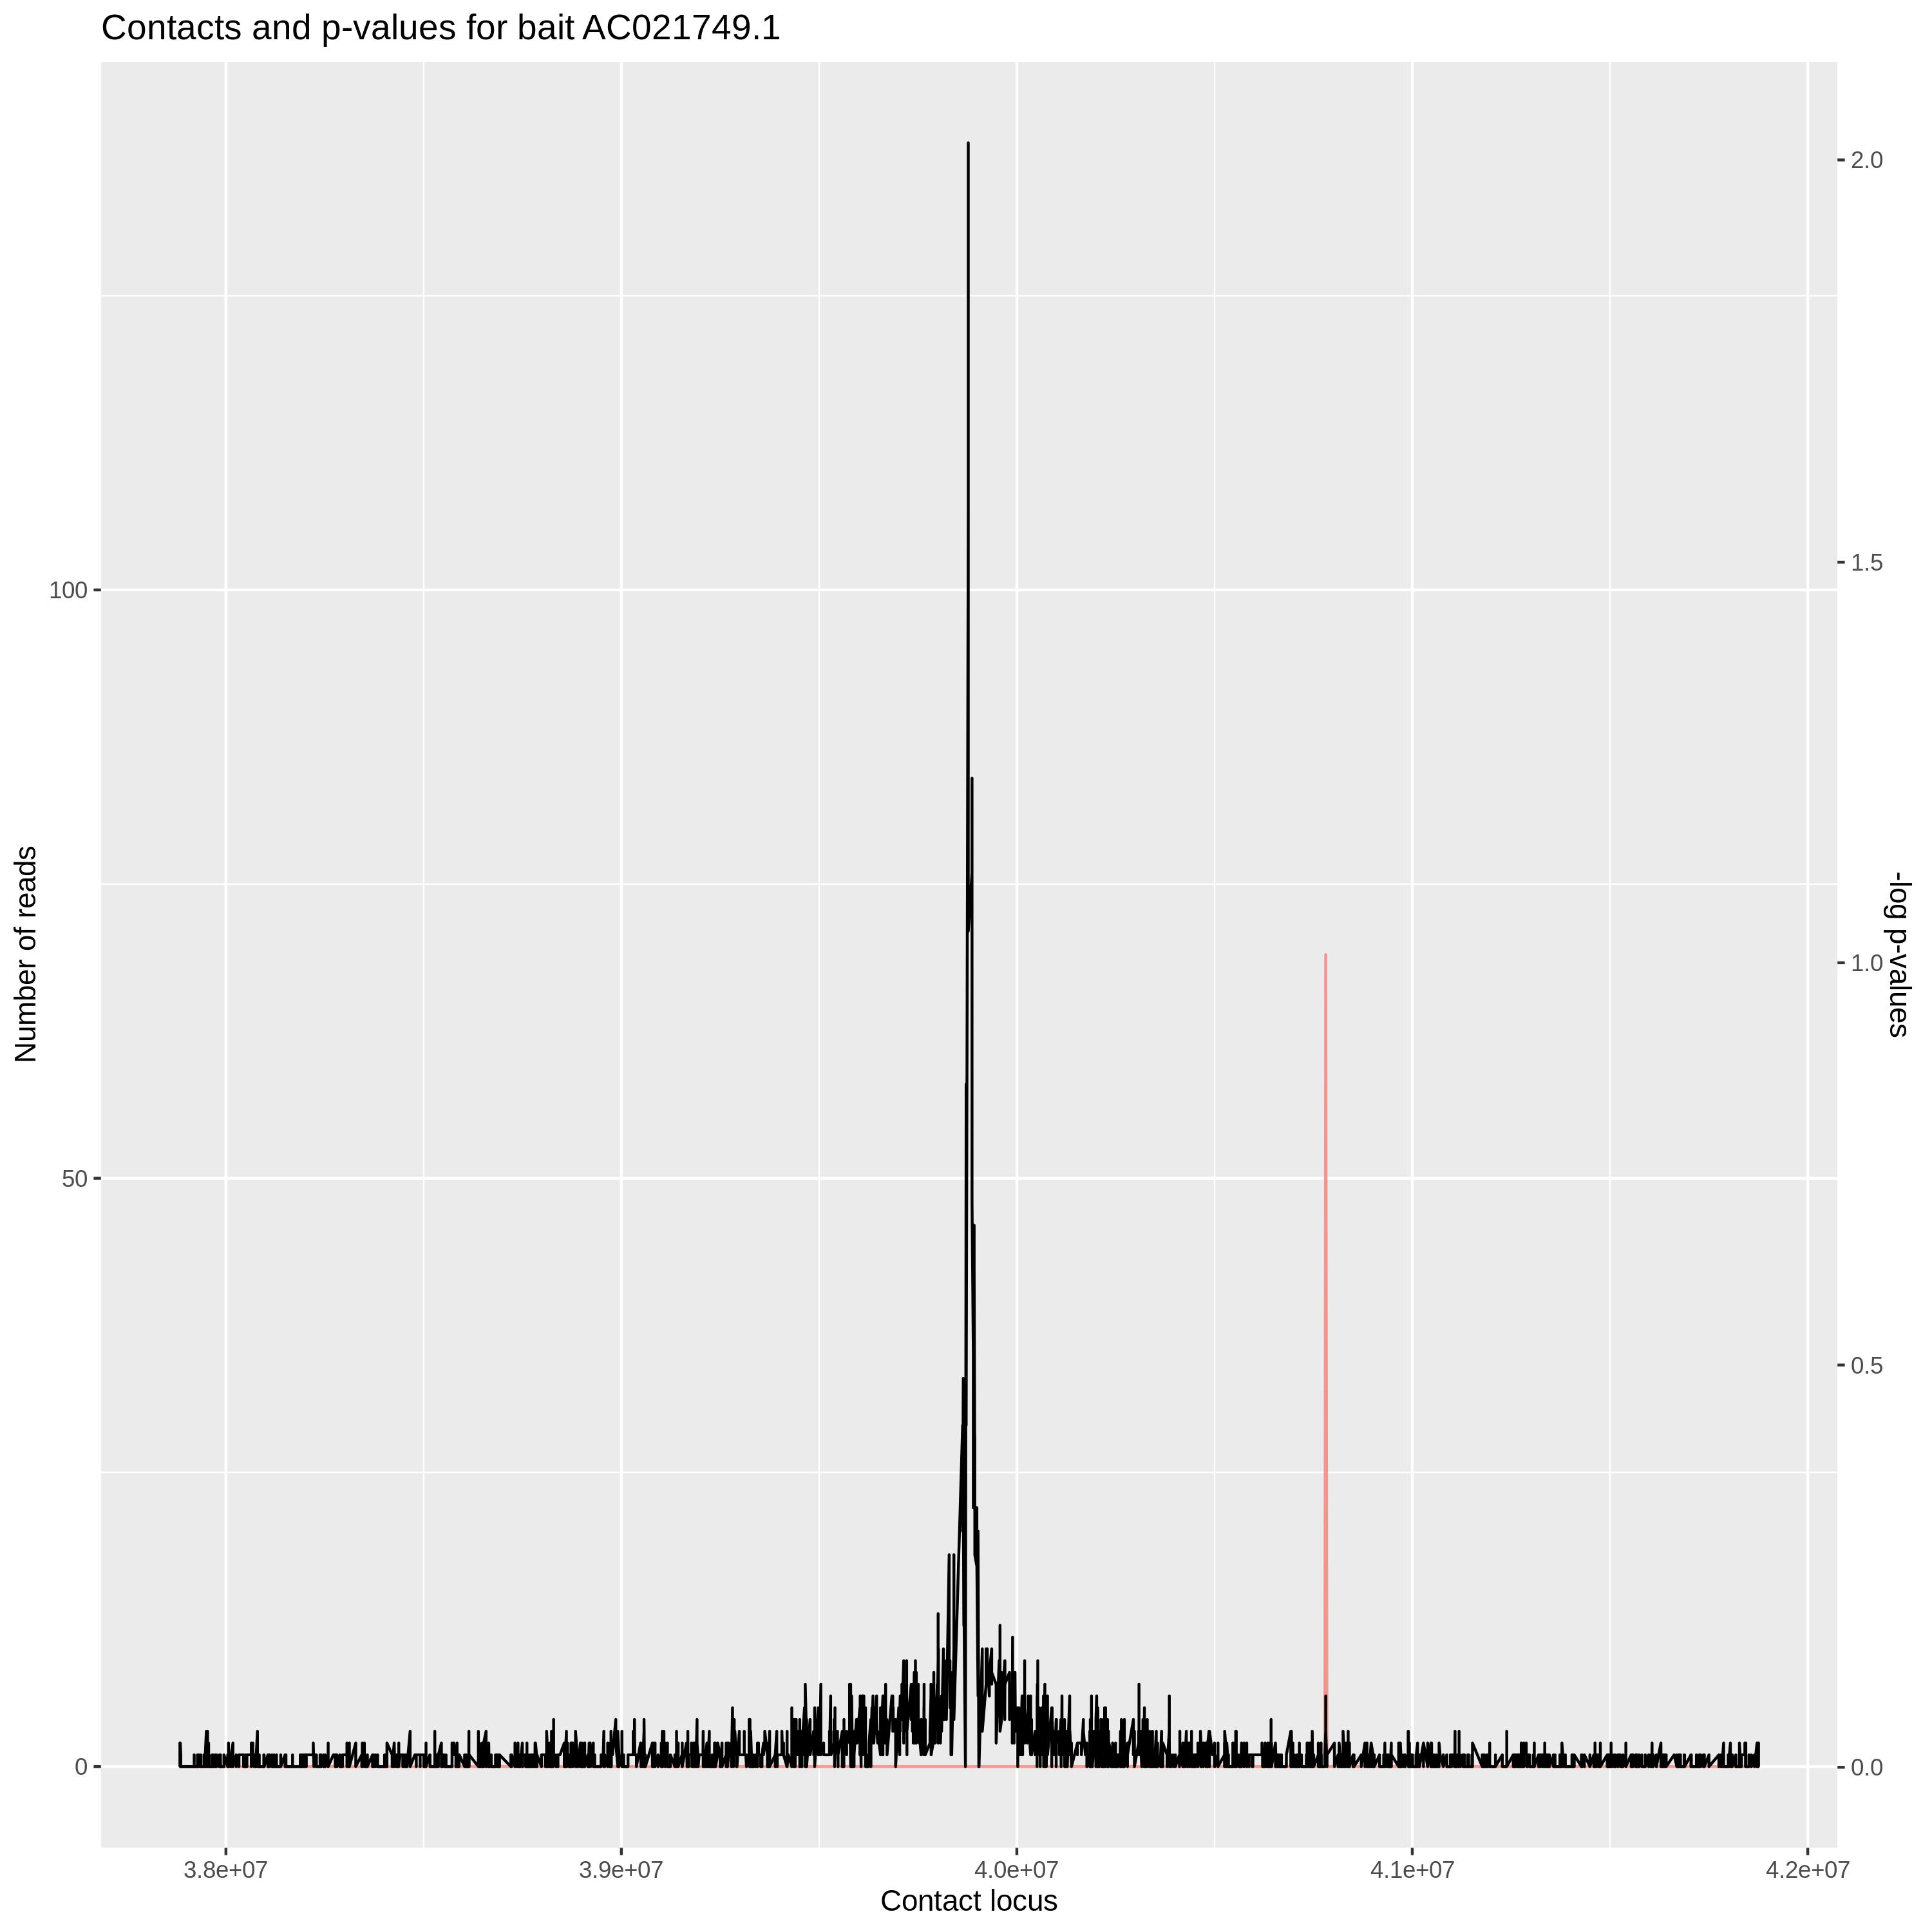 Contacts and p-values for bait AC021749.1
Number of reads
100
50
0
2.0
1.5
1.0
0.5
0.0
-log p-values
3.8e+07 3.9e+07 4.0e+07 4.1e+07 4.2e+07
Contact locus